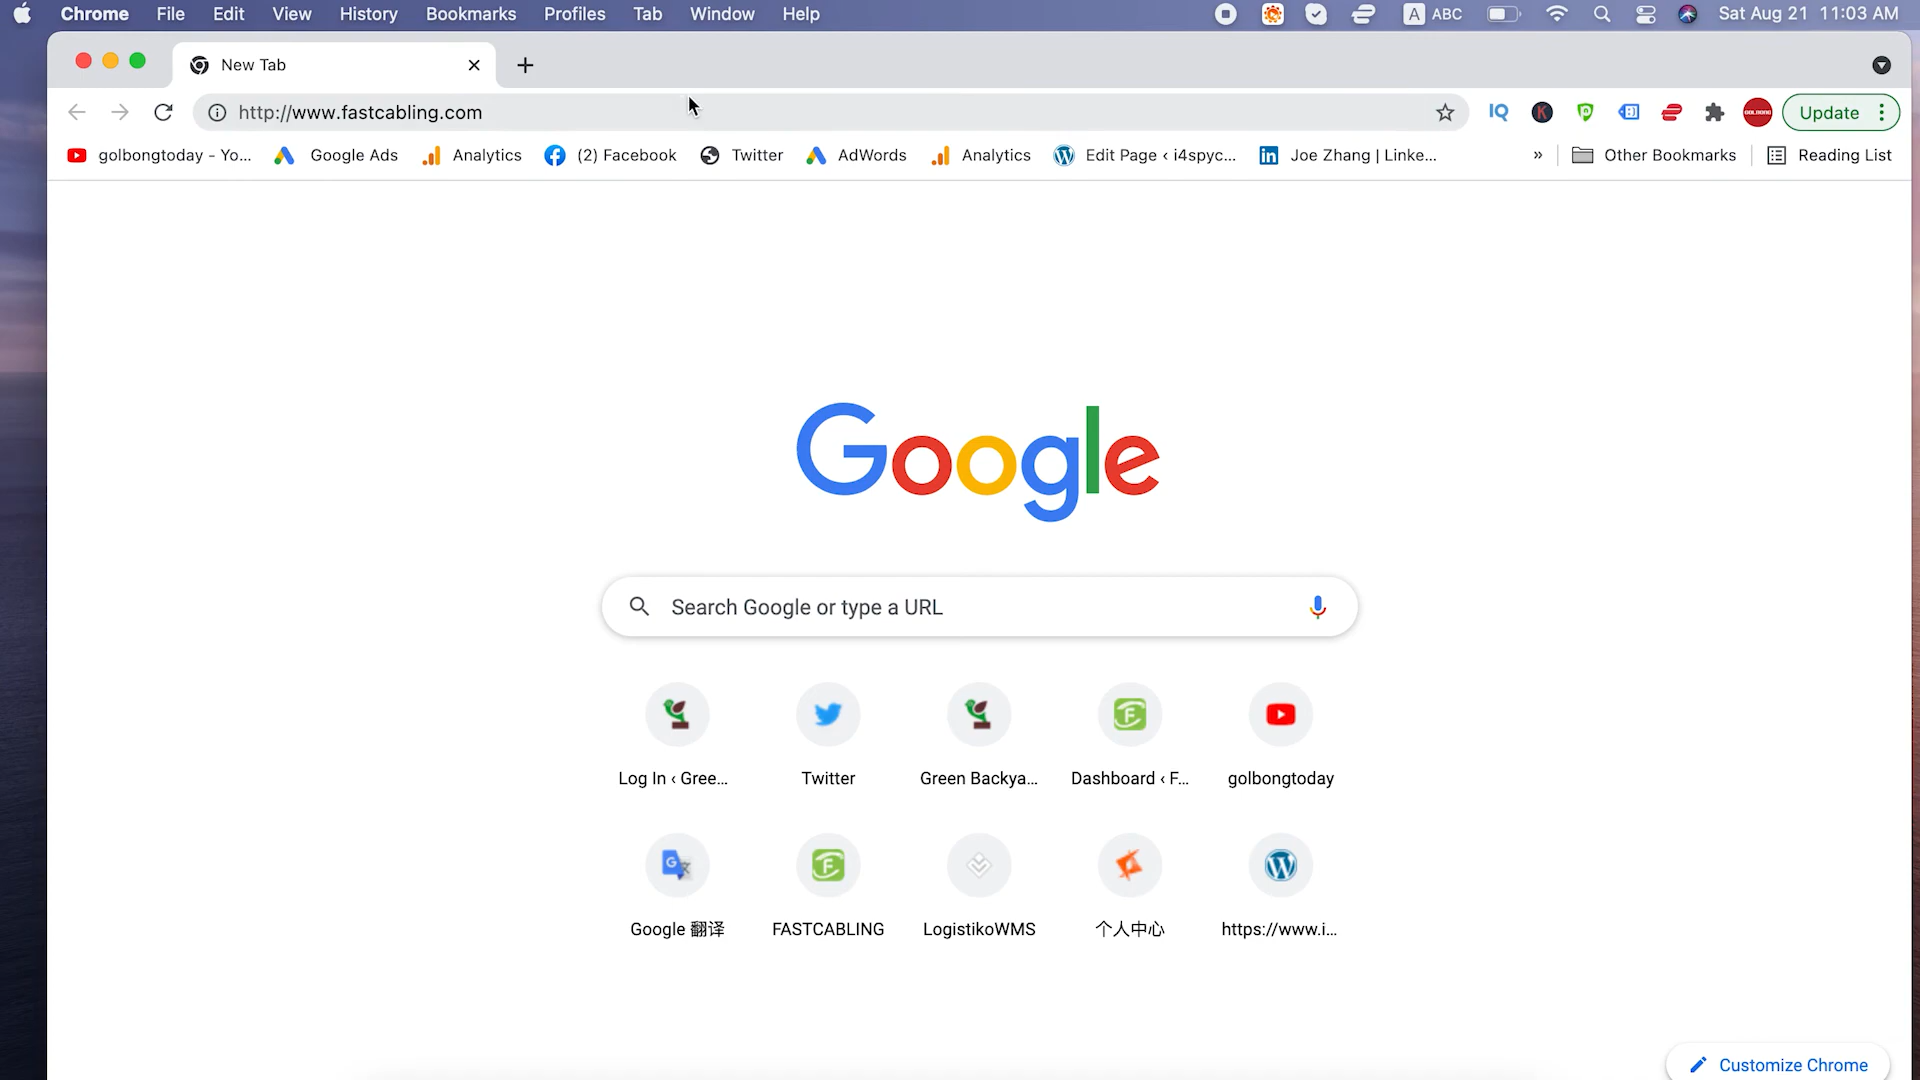 Chrome File Edit View History Bookmarks Profiles Tab Window Help A ABC Sat Aug 21 11:03 AM
New Tab
http://www.fastcabling.com IQ K Update
golbongtoday - Yo... Google Ads Analytics (2) Facebook Twitter AdWords Analytics Edit Page ‹ i4spyc... in Joe Zhang | Linke... » Other Bookmarks Reading List
Google
Search Google or type a URL
Log In ‹ Gree... Twitter Green Backya... Dashboard ‹ F... golbongtoday
Google 翻译 FASTCABLING LogistikoWMS 个人中心 https://www.i...
Customize Chrome